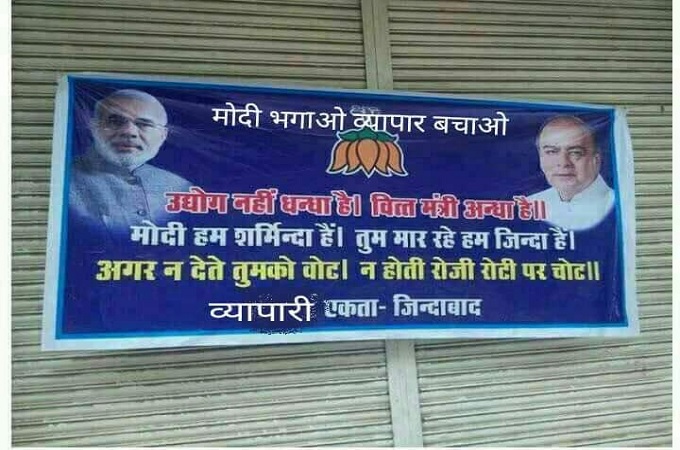 मोदी भगाओ व्यापार बचाओ
उद्योग नहीं धन्धा है। वित्त मंत्री अन्धा है॥
मोदी हम शर्मिन्दा हैं। तुम मार रहे हम जिन्दा है।
अगर न देते तुमको वोट। न होती रोजी रोटी पर चोट॥
व्यापारी एकता- जिन्दाबाद